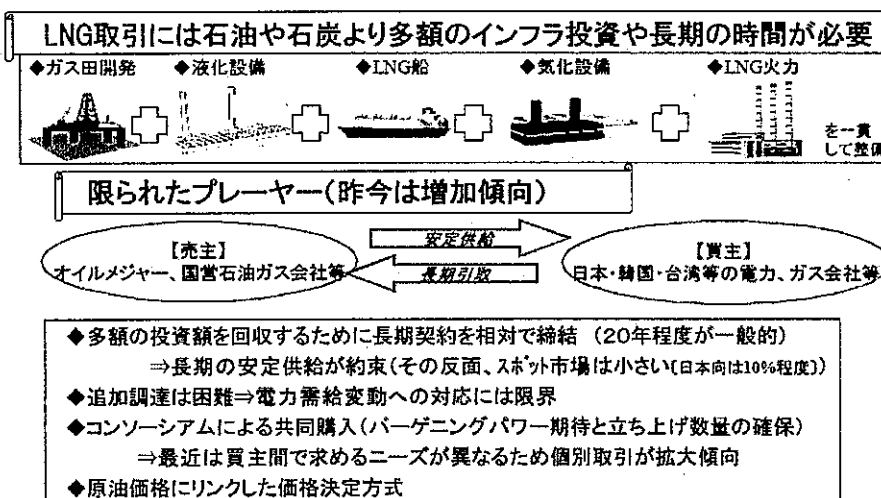 LNG取引には石油や石炭より多額のインフラ投資や長期の時間が必要
◆ガス田開発 ◆液化設備 ◆LNG船 ◆気化設備 ◆LNG火力
を一貫
して整備
限られたプレーヤー(昨今は増加傾向)
安定供給
【売主】
オイルメジャー、国営石油ガス会社等
長期引取
【買主】
日本・韓国・台湾等の電力、ガス会社等
◆多額の投資額を回収するために長期契約を相対で締結 (20年程度が一般的)
⇒長期の安定供給が約束(その反面、スポット市場は小さい[日本向は10%程度])
◆追加調達は困難⇒電力需給変動への対応には限界
◆コンソーシアムによる共同購入(バーゲニングパワー期待と立ち上げ数量の確保)
⇒最近は買主間で求めるニーズが異なるため個別取引が拡大傾向
◆原油価格にリンクした価格決定方式